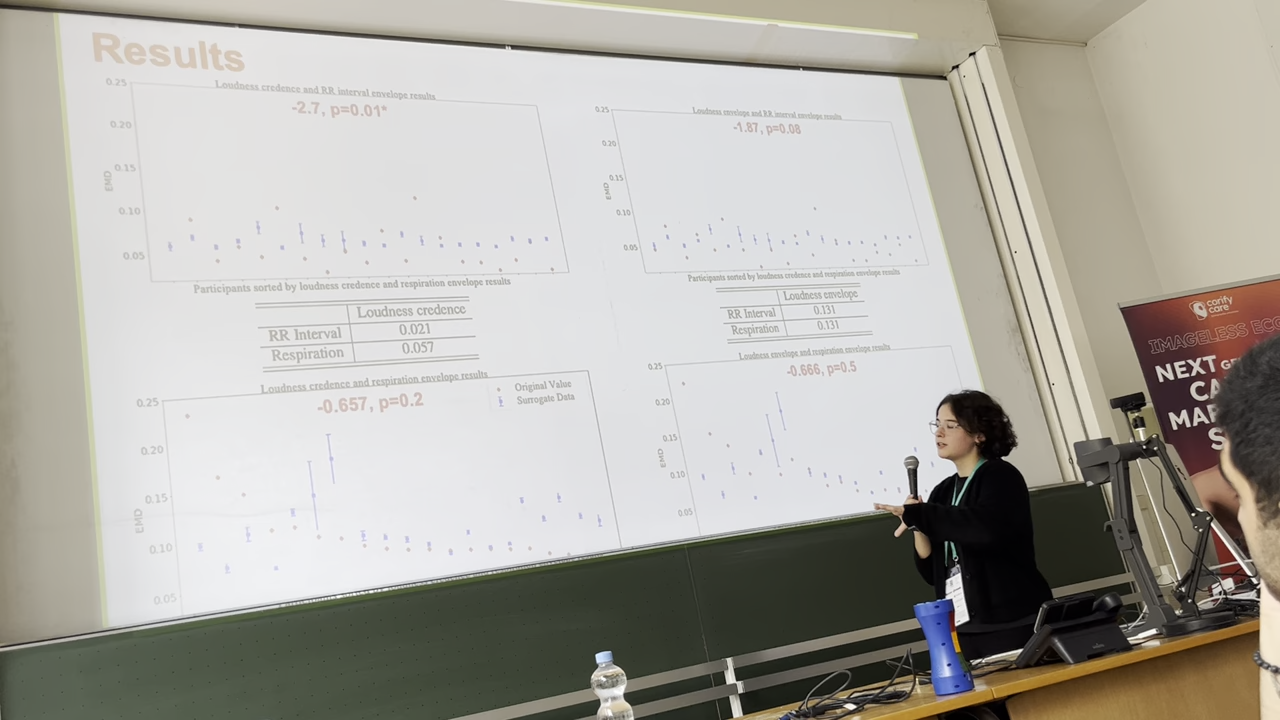 Results
Loudness credence and RR interval envelope results
-2.7, p=0.01*
0.25
0.20
0.15
0.10
0.05
EMD
Participants sorted by loudness credence and respiration envelope results
Loudness credence
RR Interval 0.021
Respiration 0.057
Loudness credence and respiration envelope results
-0.657, p=0.2
Original Value
Surrogate Data
0.25
0.20
0.15
0.10
0.05
EMD
Loudness envelope and RR interval envelope results
-1.87, p=0.08
0.25
0.20
0.15
0.10
0.05
EMD
Participants sorted by loudness credence and respiration envelope results
Loudness envelope
RR Interval 0.131
Respiration 0.131
Loudness envelope and respiration envelope results
-0.666, p=0.5
0.25
0.20
0.15
0.10
0.05
EMD
corify
care
IMAGELESS
NEXT